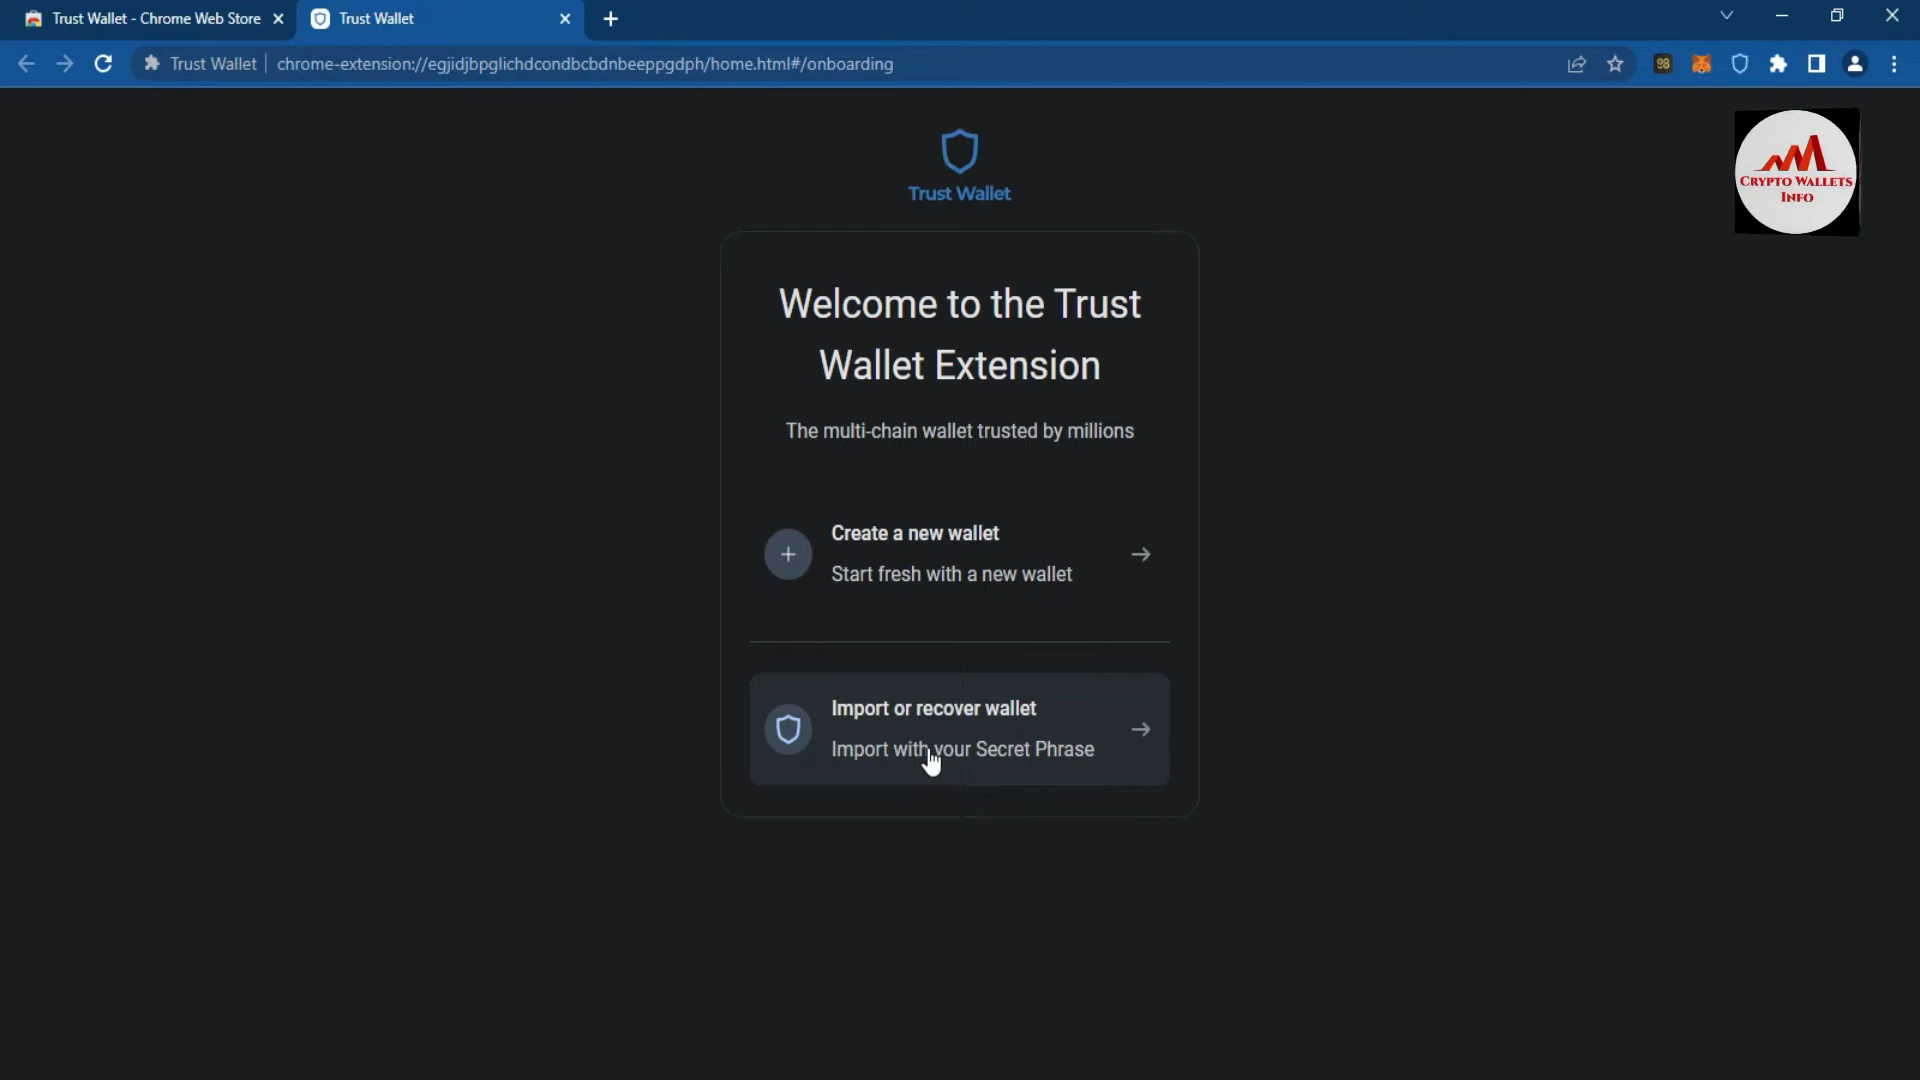 Trust Wallet - Chrome Web Store
Trust Wallet
Trust Wallet
chrome-extension://egjidjbpglichdcondbcbdnbeeppgdph/home.html#/onboarding
98
CRYPTO WALLETS
INFO
Trust Wallet
Welcome to the Trust
Wallet Extension
The multi-chain wallet trusted by millions
Create a new wallet
Start fresh with a new wallet
Import or recover wallet
Import with your Secret Phrase